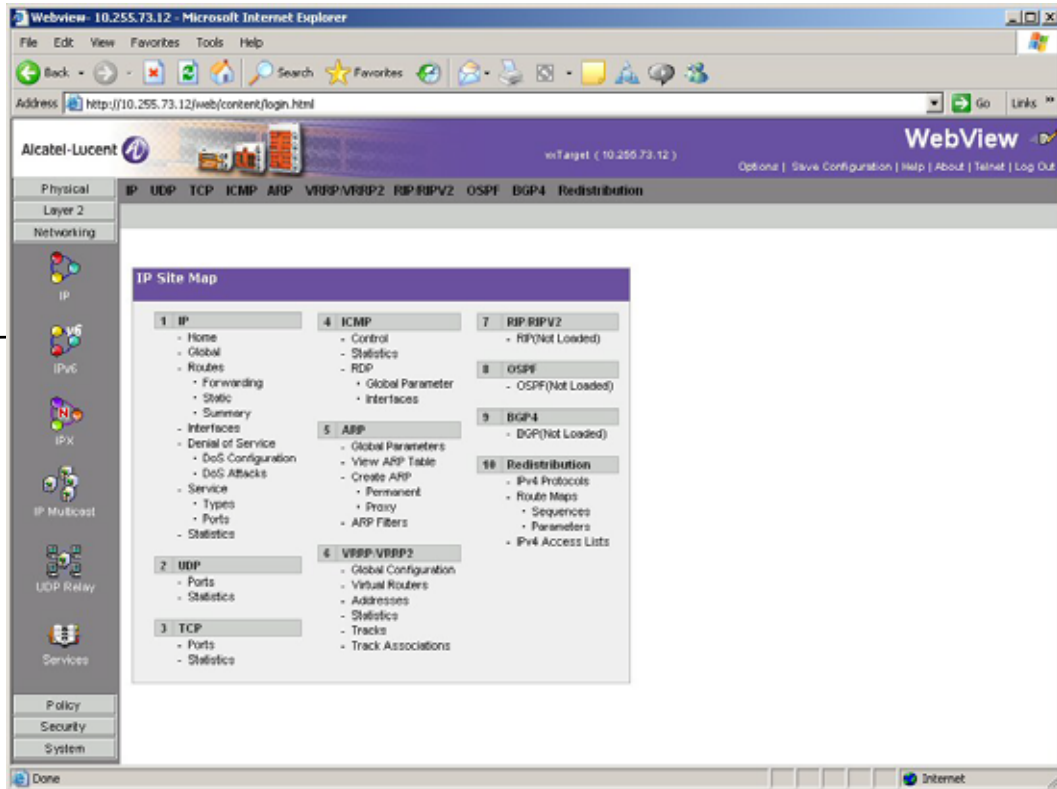 Webview- 10.255.73.12 - Microsoft Internet Explorer
File Edit View Favorites Tools Help
Back Search Favorites
Address http://10.255.73.12/web/content/login.html Go Links »
Alcatel-Lucent vxTarget ( 10.255.73.12 ) WebView
Options | Save Configuration | Help | About | Telnet | Log Out
Physical
Layer 2
Networking
IP
IPv6
IPX
IP Multicast
UDP Relay
Services
Policy
Security
System
IP UDP TCP ICMP ARP VRRP/VRRP2 RIP/RIPV2 OSPF BGP4 Redistribution
IP Site Map
1 IP
- Home
- Global
- Routes
• Forwarding
• Static
• Summary
- Interfaces
- Denial of Service
• DoS Configuration
• DoS Attacks
- Service
• Types
• Ports
- Statistics
2 UDP
- Ports
- Statistics
3 TCP
- Ports
- Statistics
4 ICMP
- Control
- Statistics
- RDP
• Global Parameter
• Interfaces
5 ARP
- Global Parameters
- View ARP Table
- Create ARP
• Permanent
• Proxy
- ARP Filters
6 VRRP/VRRP2
- Global Configuration
- Virtual Routers
- Addresses
- Statistics
- Tracks
- Track Associations
7 RIP/RIPV2
- RIP(Not Loaded)
8 OSPF
- OSPF(Not Loaded)
9 BGP4
- BGP(Not Loaded)
10 Redistribution
- IPv4 Protocols
- Route Maps
• Sequences
• Parameters
- IPv4 Access Lists
Done Internet